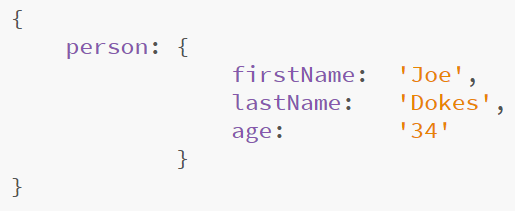 {
    person: {
                firstName:  'Joe',
                lastName:   'Dokes',
                age:        '34'
            }
}